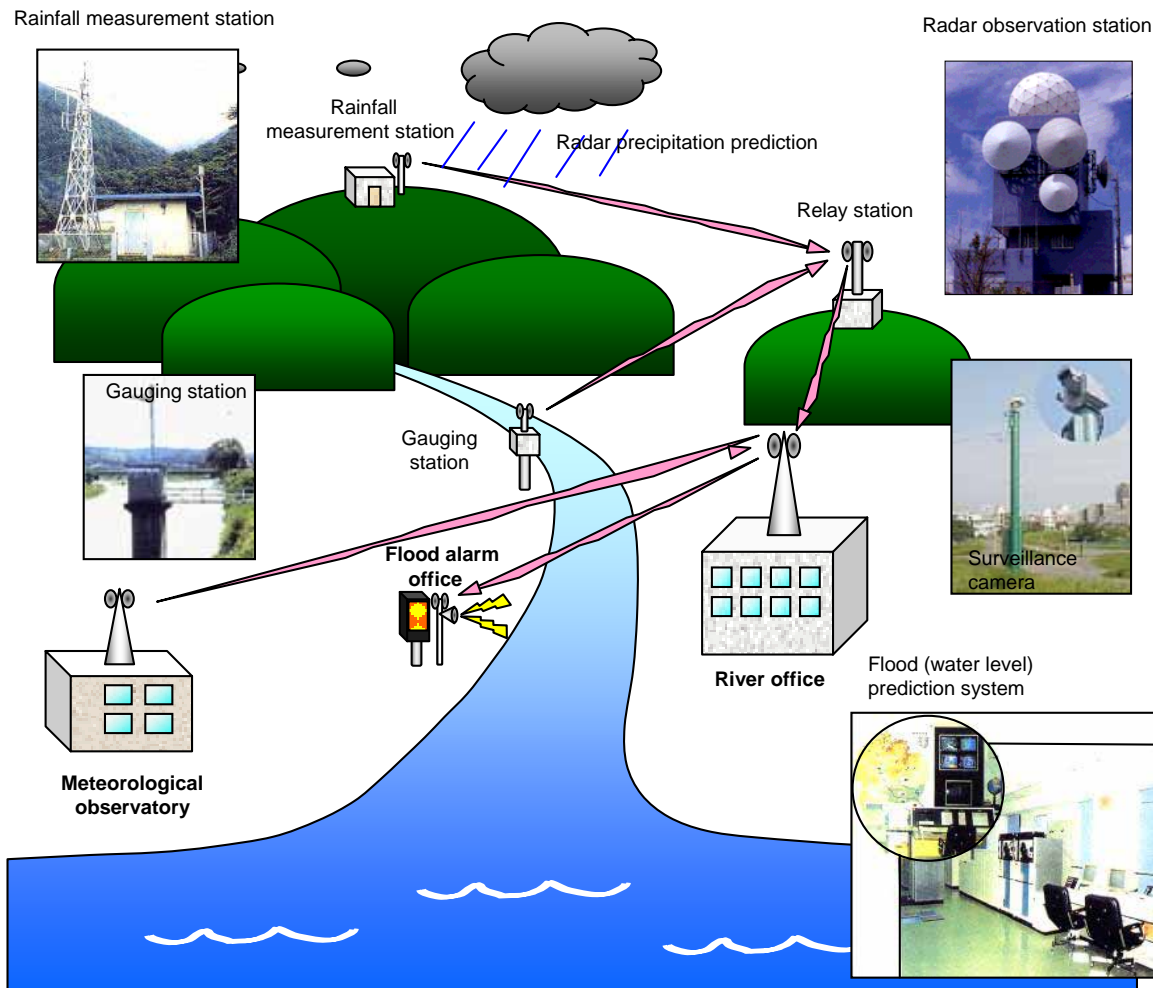 Rainfall measurement station
Radar observation station
Rainfall
measurement station
Radar precipitation prediction
Relay station
Gauging station
Gauging
station
Surveillance
camera
Flood alarm
office
River office
Flood (water level)
prediction system
Meteorological
observatory